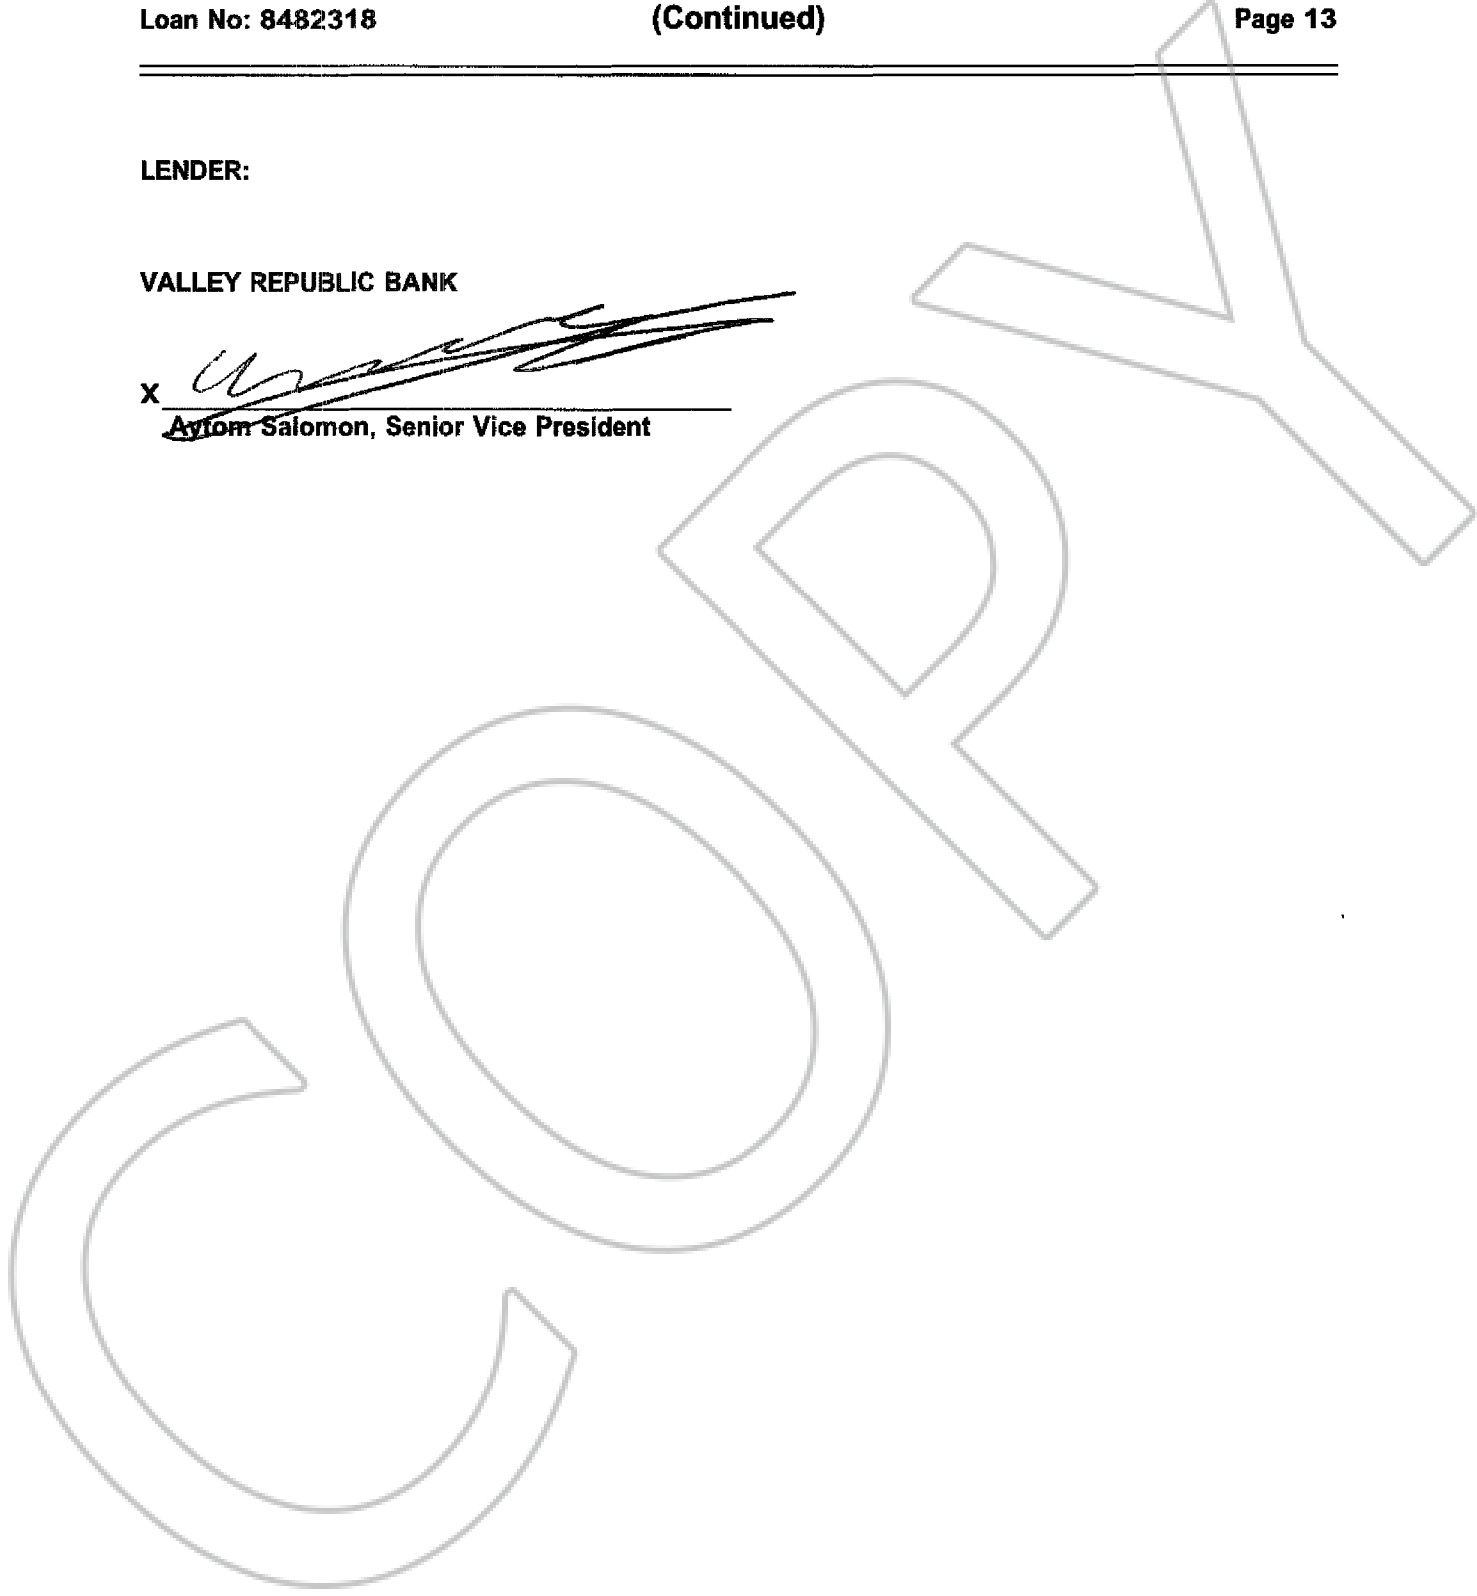 Loan No: 8482318 (Continued) Page 13
LENDER:
VALLEY REPUBLIC BANK
X
Aytom Salomon, Senior Vice President
COPY